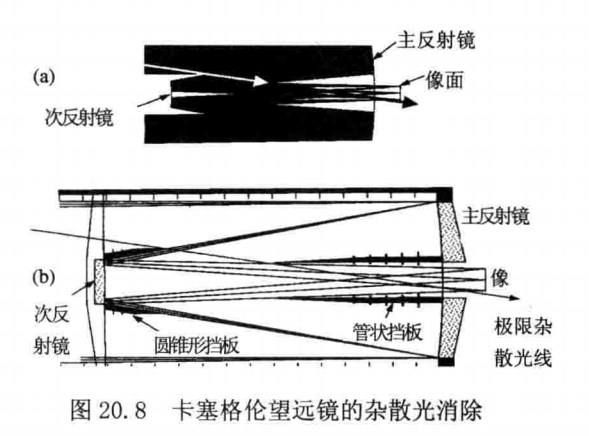 主反射镜
(a)
像面
次反射镜
主反射镜
(b)
像
次反
射镜
圆锥形挡板
管状挡板
极限杂
散光线
图 20.8 卡塞格伦望远镜的杂散光消除